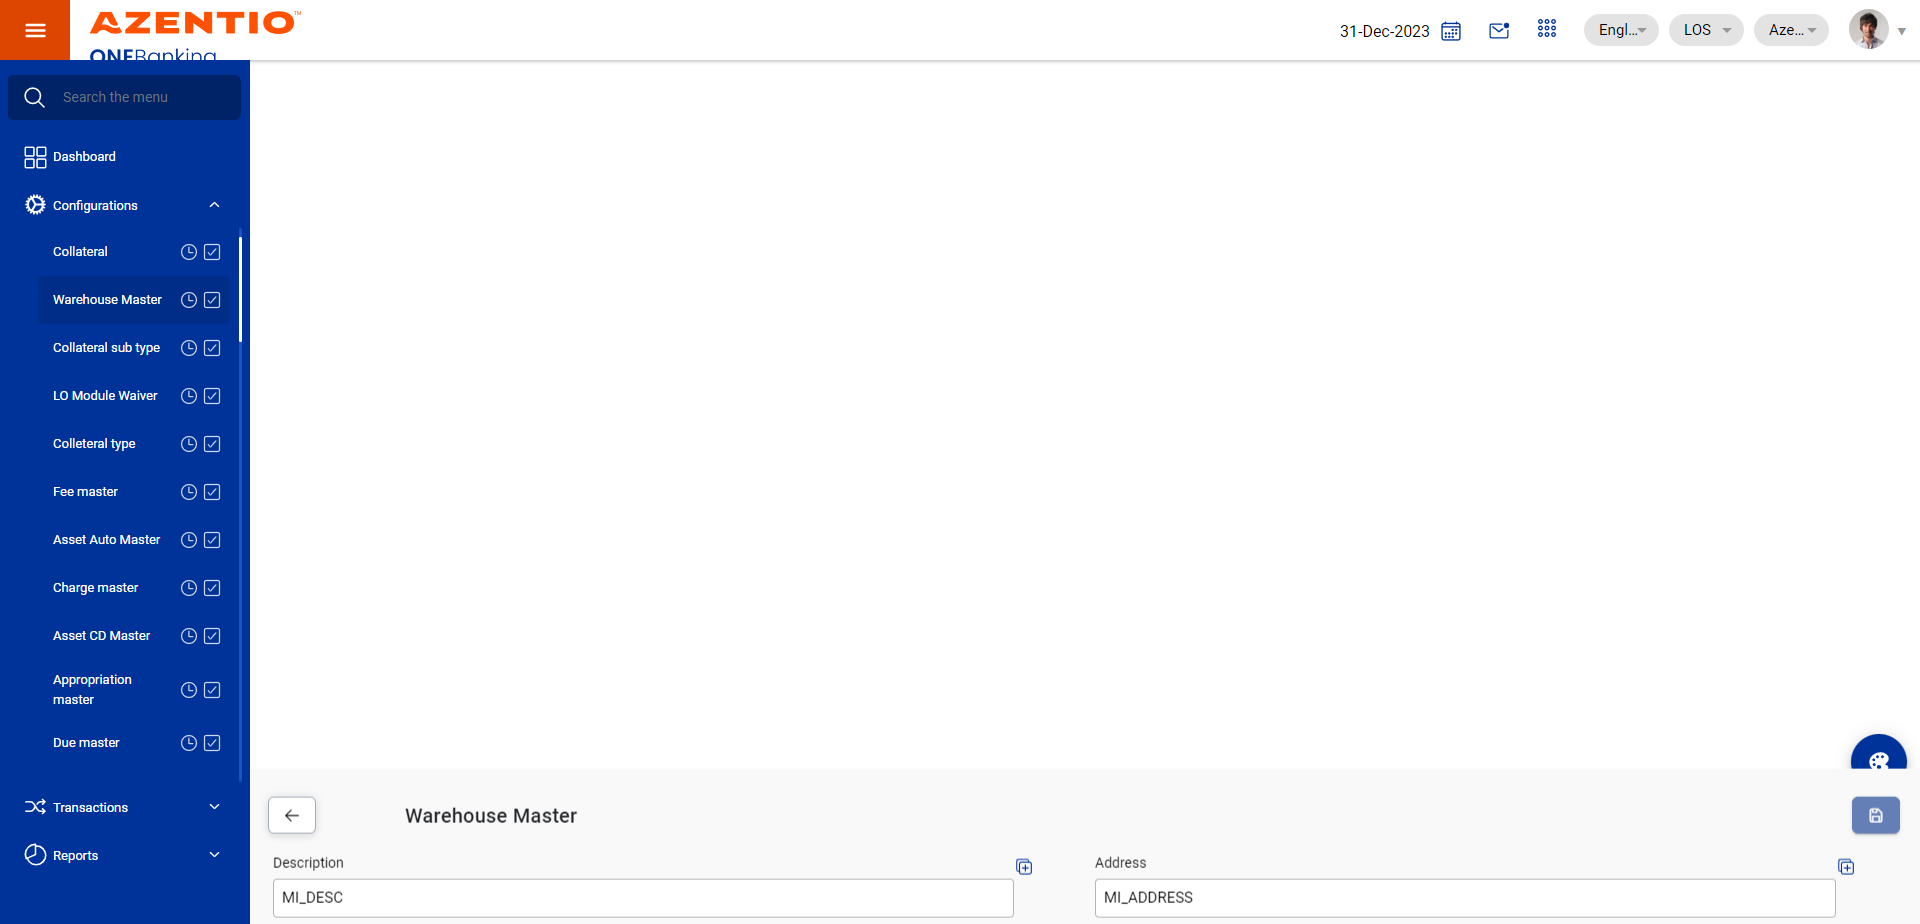 AZENTIO™
ONEBanking
31-Dec-2023
Engl...
LOS
Aze...
Search the menu
Dashboard
Configurations
Collateral
Warehouse Master
Collateral sub type
LO Module Waiver
Colleteral type
Fee master
Asset Auto Master
Charge master
Asset CD Master
Appropriation
master
Due master
Transactions
Reports
Warehouse Master
Description
Address
MI_DESC
MI_ADDRESS